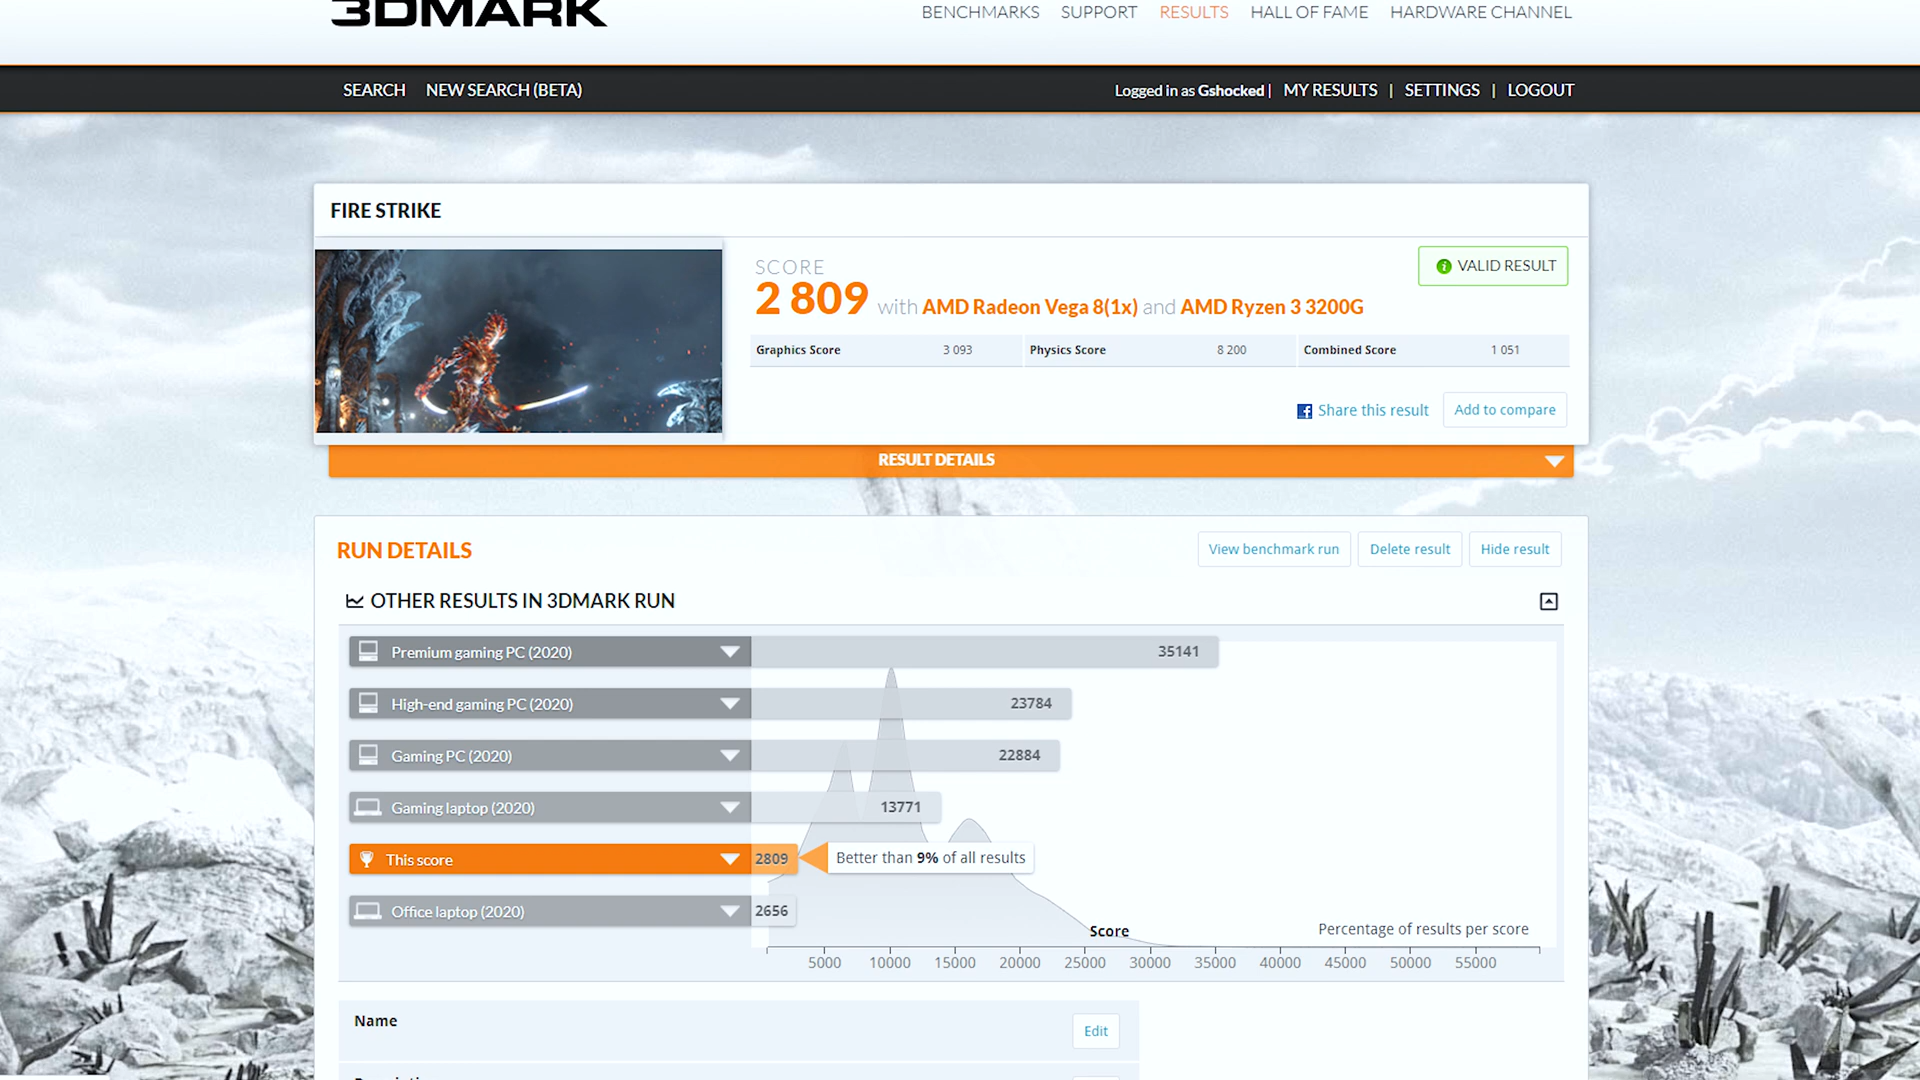 3DMARK
BENCHMARKS SUPPORT RESULTS HALL OF FAME HARDWARE CHANNEL
SEARCH NEW SEARCH (BETA)
Logged in as Gshocked | MY RESULTS | SETTINGS | LOGOUT
FIRE STRIKE
VALID RESULT
SCORE
2 809 with AMD Radeon Vega 8(1x) and AMD Ryzen 3 3200G
Graphics Score 3 093 Physics Score 8 200 Combined Score 1 051
Share this result Add to compare
RESULT DETAILS
RUN DETAILS
View benchmark run Delete result Hide result
OTHER RESULTS IN 3DMARK RUN
Premium gaming PC (2020) 35141
High-end gaming PC (2020) 23784
Gaming PC (2020) 22884
Gaming laptop (2020) 13771
This score 2809 Better than 9% of all results
Office laptop (2020) 2656
Score Percentage of results per score
5000 10000 15000 20000 25000 30000 35000 40000 45000 50000 55000
Name
Edit